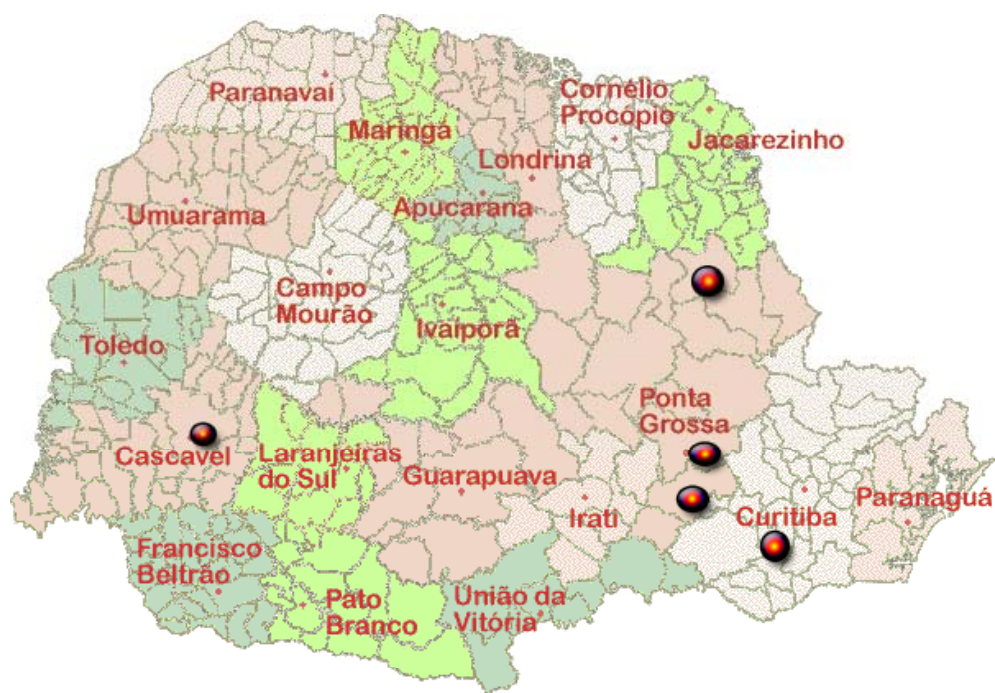 Paranavaí
Cornélio
Procópio
Maringá
Jacarezinho
Londrina
Umuarama
Apucarana
Campo
Mourão
Ivaiporã
Toledo
Ponta
Grossa
Cascavel
Laranjeiras
do Sul
Guarapuava
Irati
Curitiba
Paranaguá
Francisco
Beltrão
Pato
Branco
União da
Vitória